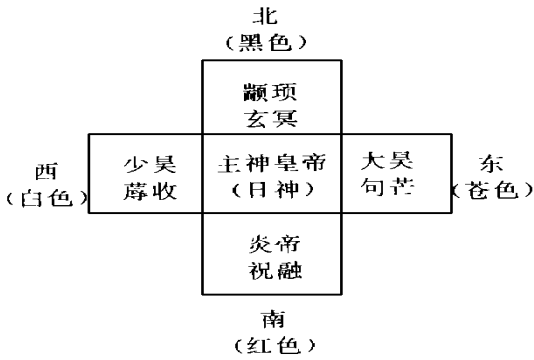 北
(黑色)
颛顼
玄冥
西
(白色)
少昊
蓐收
主神皇帝
(日神)
大昊
句芒
东
(苍色)
炎帝
祝融
南
(红色)